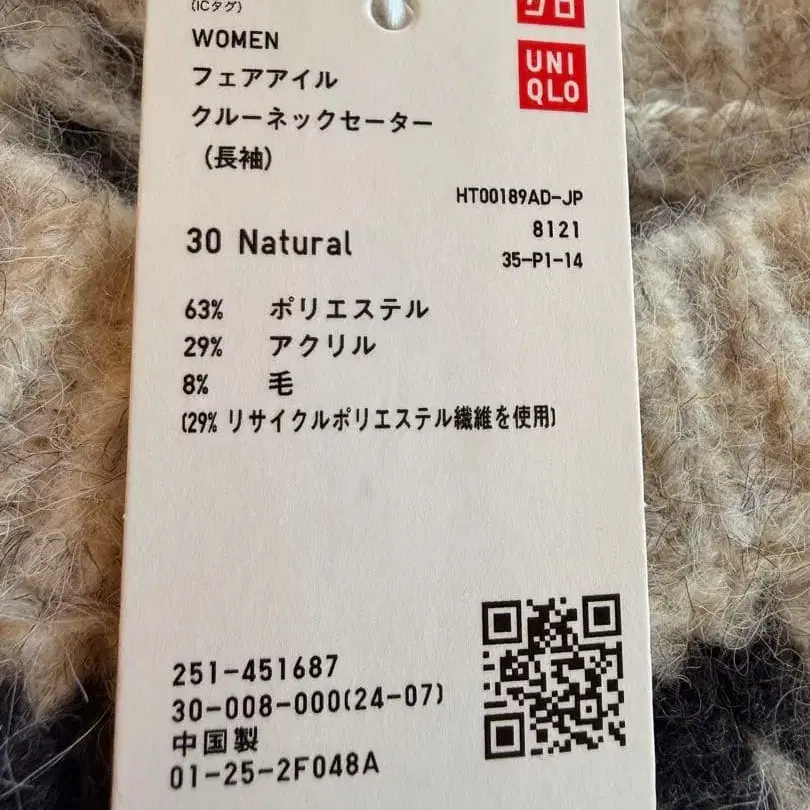 (ICタグ)
WOMEN
フェアアイル
クルーネックセーター
(長袖)
クロ
UNI
QLO
HT00189AD-JP
8121
35-P1-14
30 Natural
63% ポリエステル
29% アクリル
8% 毛
(29% リサイクルポリエステル繊維を使用)
251-451687
30-008-000(24-07)
中国製
01-25-2F048A